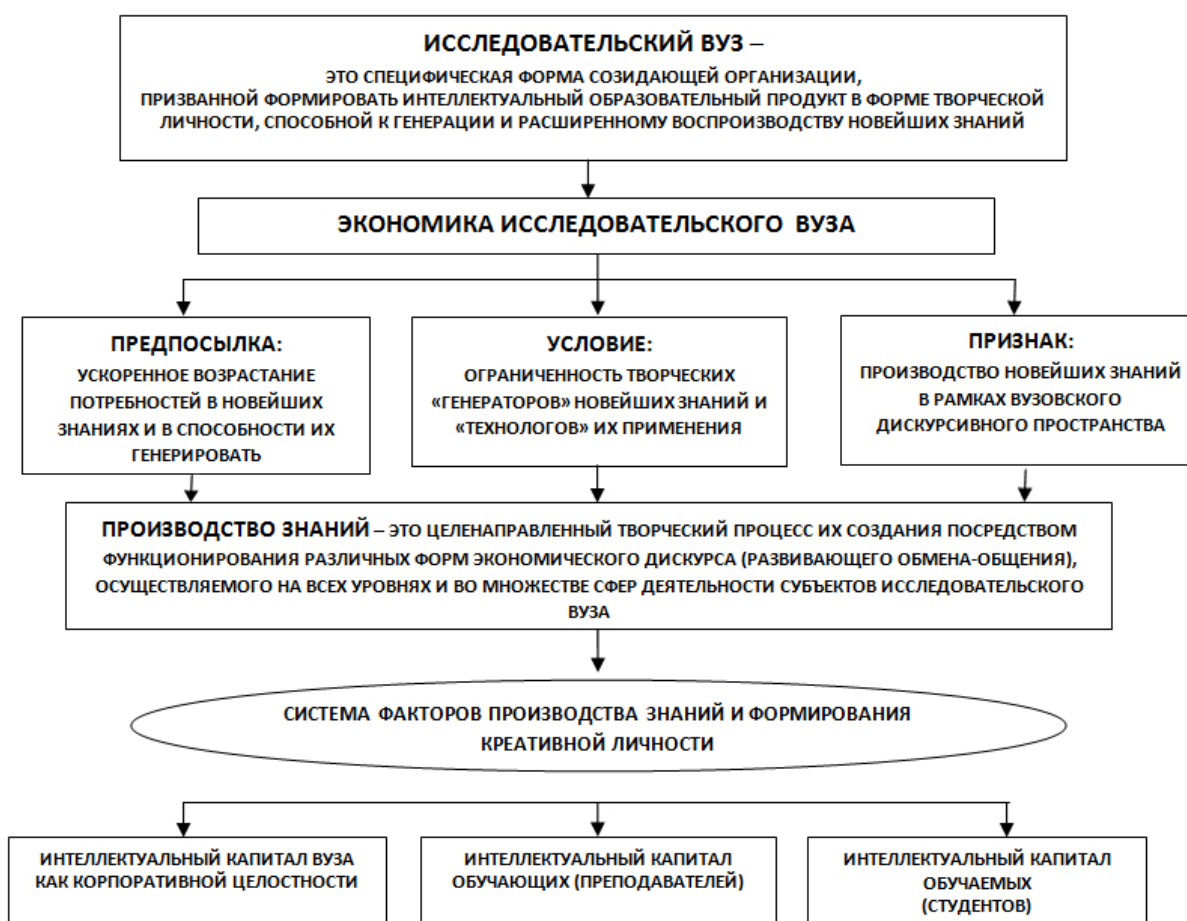 ИССЛЕДОВАТЕЛЬСКИЙ ВУЗ –
ЭТО СПЕЦИФИЧЕСКАЯ ФОРМА СОЗИДАЮЩЕЙ ОРГАНИЗАЦИИ,
ПРИЗВАННОЙ ФОРМИРОВАТЬ ИНТЕЛЛЕКТУАЛЬНЫЙ ОБРАЗОВАТЕЛЬНЫЙ ПРОДУКТ В ФОРМЕ ТВОРЧЕСКОЙ
ЛИЧНОСТИ, СПОСОБНОЙ К ГЕНЕРАЦИИ И РАСШИРЕННОМУ ВОСПРОИЗВОДСТВУ НОВЕЙШИХ ЗНАНИЙ
ЭКОНОМИКА ИССЛЕДОВАТЕЛЬСКОГО ВУЗА
ПРЕДПОСЫЛКА:
УСКОРЕННОЕ ВОЗРАСТАНИЕ
ПОТРЕБНОСТЕЙ В НОВЕЙШИХ
ЗНАНИЯХ И В СПОСОБНОСТИ ИХ
ГЕНЕРИРОВАТЬ
УСЛОВИЕ:
ОГРАНИЧЕННОСТЬ ТВОРЧЕСКИХ
«ГЕНЕРАТОРОВ» НОВЕЙШИХ ЗНАНИЙ И
«ТЕХНОЛОГОВ» ИХ ПРИМЕНЕНИЯ
ПРИЗНАК:
ПРОИЗВОДСТВО НОВЕЙШИХ ЗНАНИЙ
В РАМКАХ ВУЗОВСКОГО
ДИСКУРСИВНОГО ПРОСТРАНСТВА
ПРОИЗВОДСТВО ЗНАНИЙ – ЭТО ЦЕЛЕНАПРАВЛЕННЫЙ ТВОРЧЕСКИЙ ПРОЦЕСС ИХ СОЗДАНИЯ ПОСРЕДСТВОМ
ФУНКЦИОНИРОВАНИЯ РАЗЛИЧНЫХ ФОРМ ЭКОНОМИЧЕСКОГО ДИСКУРСА (РАЗВИВАЮЩЕГО ОБМЕНА-ОБЩЕНИЯ),
ОСУЩЕСТВЛЯЕМОГО НА ВСЕХ УРОВНЯХ И ВО МНОЖЕСТВЕ СФЕР ДЕЯТЕЛЬНОСТИ СУБЪЕКТОВ ИССЛЕДОВАТЕЛЬСКОГО
ВУЗА
СИСТЕМА ФАКТОРОВ ПРОИЗВОДСТВА ЗНАНИЙ И ФОРМИРОВАНИЯ
КРЕАТИВНОЙ ЛИЧНОСТИ
ИНТЕЛЛЕКТУАЛЬНЫЙ КАПИТАЛ ВУЗА
КАК КОРПОРАТИВНОЙ ЦЕЛОСТНОСТИ
ИНТЕЛЛЕКТУАЛЬНЫЙ КАПИТАЛ
ОБУЧАЮЩИХ (ПРЕПОДАВАТЕЛЕЙ)
ИНТЕЛЛЕКТУАЛЬНЫЙ КАПИТАЛ
ОБУЧАЕМЫХ
(СТУДЕНТОВ)